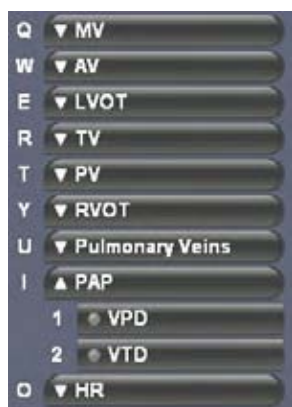 Q ▼ MV
W ▼ AV
E ▼ LVOT
R ▼ TV
T ▼ PV
Y ▼ RVOT
U ▼ Pulmonary Veins
I ▲ PAP
1 VPD
2 VTD
O ▼ HR